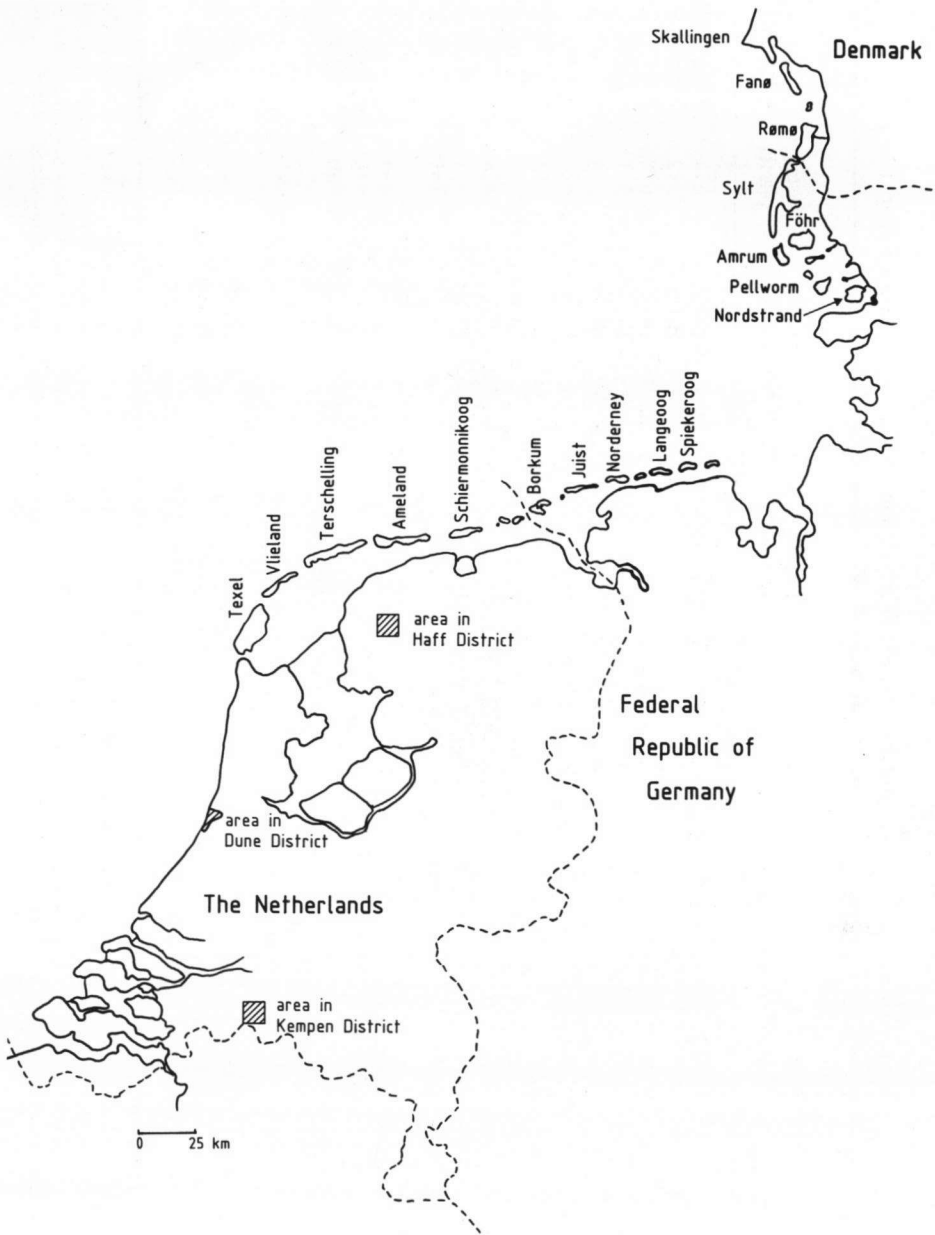 Skallingen
Denmark
Fanø
Rømø
Sylt
Föhr
Amrum
Pellworm
Nordstrand
Texel
Vlieland
Terschelling
Ameland
Schiermonnikoog
Borkum
Juist
Norderney
Langeoog
Spiekeroog
area in
Haff District
Federal
Republic of
Germany
area in
Dune District
The Netherlands
area in
Kempen District
0 25 km